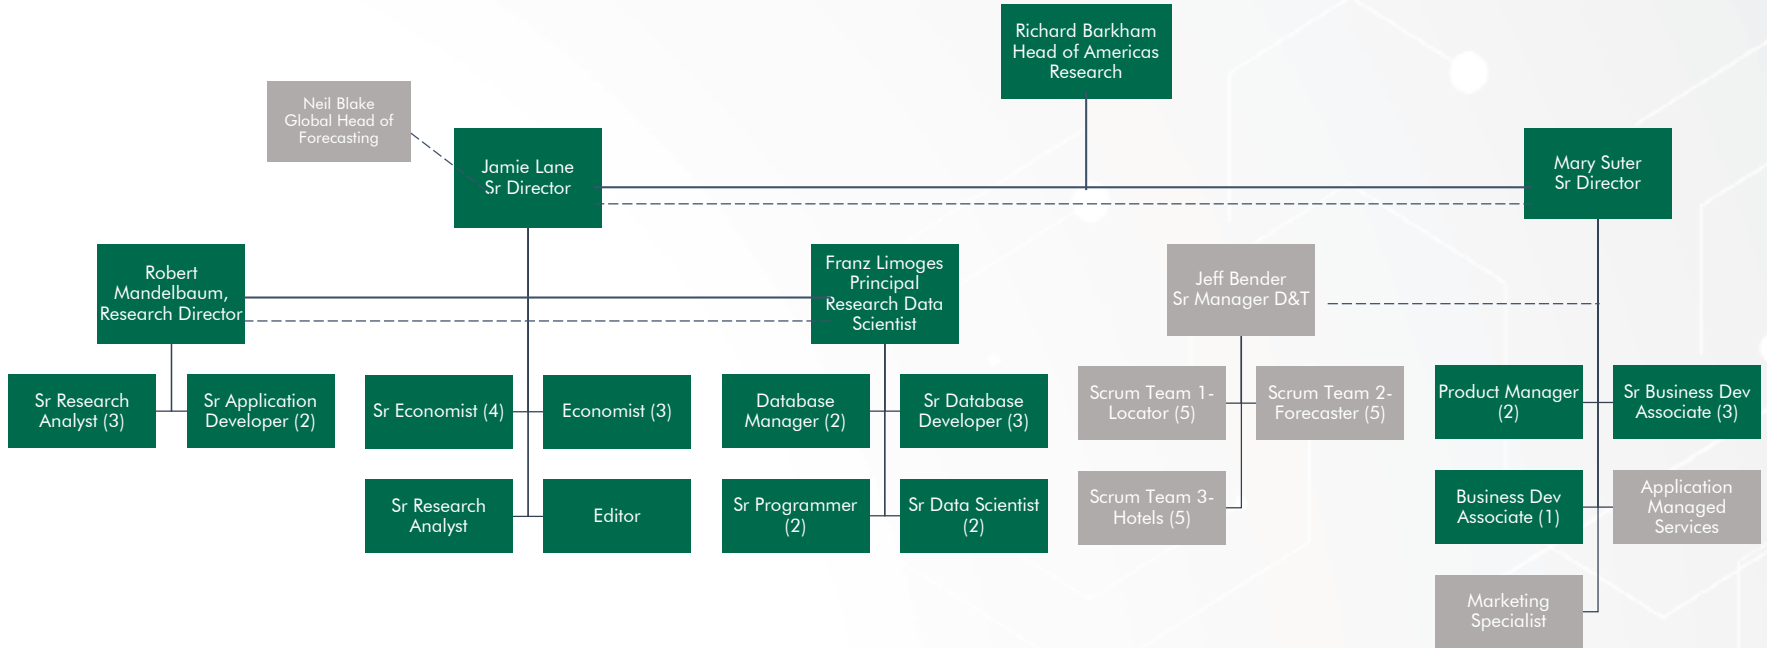 Richard Barkham
Head of Americas
Research
Neil Blake
Global Head of
Forecasting
Jamie Lane
Sr Director
Mary Suter
Sr Director
Robert
Mandelbaum,
Research Director
Franz Limoges
Principal
Research Data
Scientist
Jeff Bender
Sr Manager D&T
Sr Research
Analyst (3)
Sr Application
Developer (2)
Sr Economist (4)
Economist (3)
Database
Manager (2)
Sr Database
Developer (3)
Scrum Team 1-
Locator (5)
Scrum Team 2-
Forecaster (5)
Product Manager
(2)
Sr Business Dev
Associate (3)
Sr Research
Analyst
Editor
Sr Programmer
(2)
Sr Data Scientist
(2)
Scrum Team 3-
Hotels (5)
Business Dev
Associate (1)
Application
Managed
Services
Marketing
Specialist